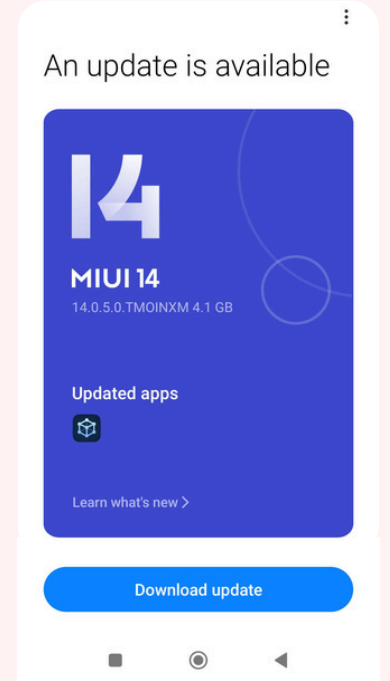 An update is available
14
MIUI 14
14.0.5.0.TMOINXM 4.1 GB
Updated apps
Learn what's new >
Download update